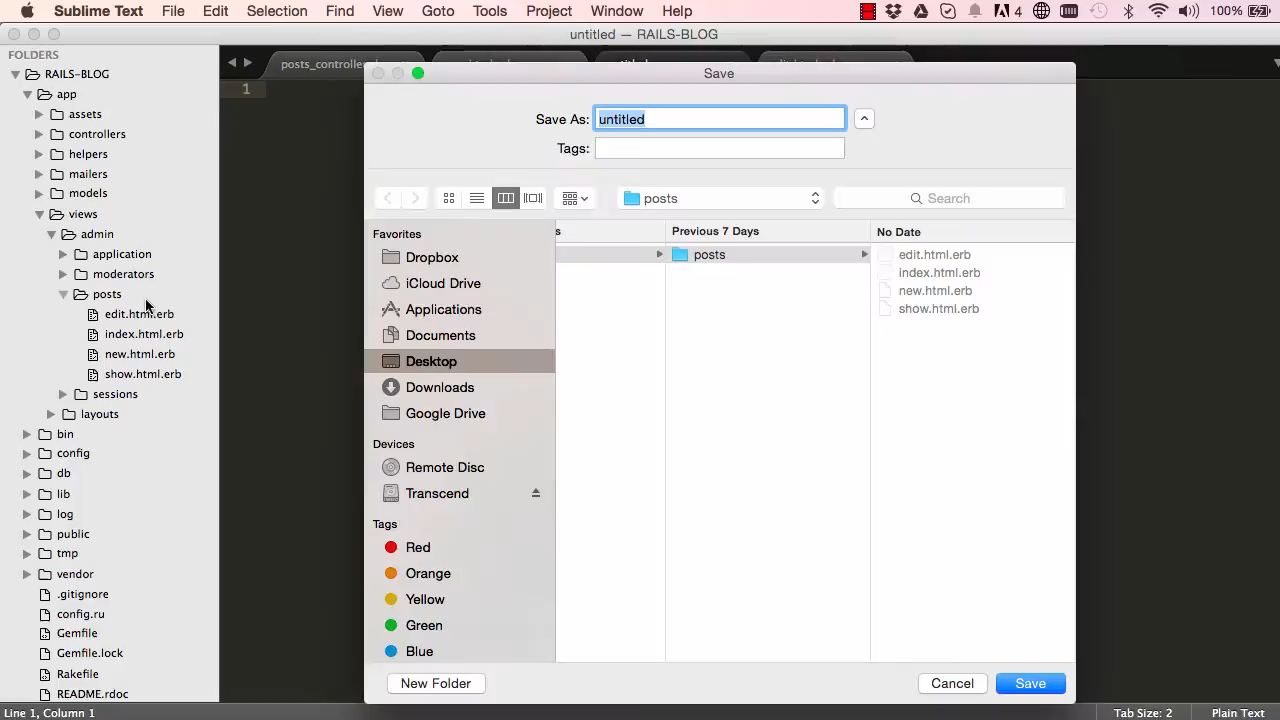 Sublime Text File Edit Selection Find View Goto Tools Project Window Help 4 100%
untitled — RAILS-BLOG
FOLDERS
RAILS-BLOG
app
assets
controllers
helpers
mailers
models
views
admin
application
moderators
posts
edit.html.erb
index.html.erb
new.html.erb
show.html.erb
sessions
layouts
bin
config
db
lib
log
public
tmp
vendor
.gitignore
config.ru
Gemfile
Gemfile.lock
Rakefile
README.rdoc
posts_controlle
1
Save
Save As: untitled
Tags:
posts
Search
Favorites
Dropbox
iCloud Drive
Applications
Documents
Desktop
Downloads
Google Drive
Devices
Remote Disc
Transcend
Tags
Red
Orange
Yellow
Green
Blue
s
Previous 7 Days
posts
No Date
edit.html.erb
index.html.erb
new.html.erb
show.html.erb
New Folder
Cancel
Save
Line 1, Column 1
Tab Size: 2
Plain Text